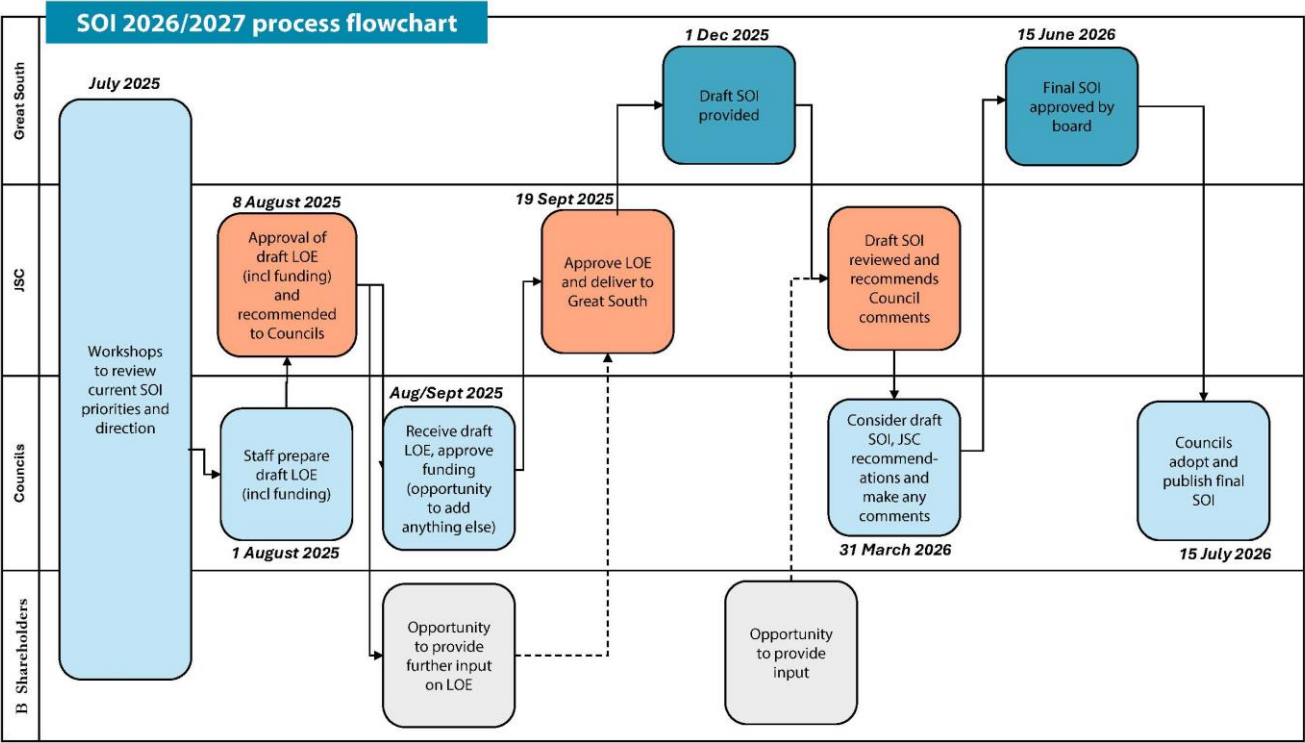 SOI 2026/2027 process flowchart
Great South
JSC
Councils
B Shareholders
July 2025
Workshops
to review
current SOI
priorities and
direction
1 August 2025
Staff prepare
draft LOE
(incl funding)
8 August 2025
Approval of
draft LOE
(incl funding)
and
recommended
to Councils
Aug/Sept 2025
Receive draft
LOE, approve
funding
(opportunity
to add
anything else)
Opportunity
to provide
further input
on LOE
19 Sept 2025
Approve LOE
and deliver to
Great South
1 Dec 2025
Draft SOI
provided
Opportunity
to provide
input
Draft SOI
reviewed and
recommends
Council
comments
Consider draft
SOI, JSC
recommend-
ations and
make any
comments
31 March 2026
15 June 2026
Final SOI
approved by
board
Councils
adopt and
publish final
SOI
15 July 2026